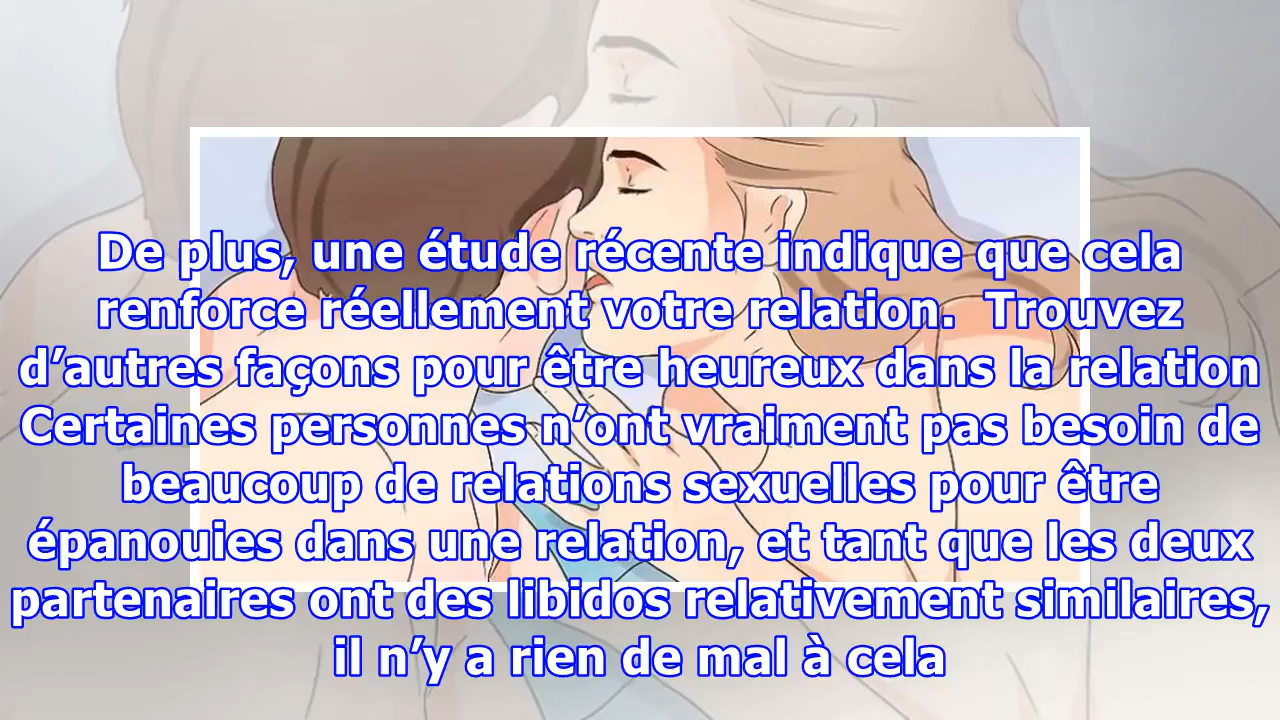 De plus, une étude récente indique que cela
renforce réellement votre relation.  Trouvez
d’autres façons pour être heureux dans la relation
Certaines personnes n’ont vraiment pas besoin de
beaucoup de relations sexuelles pour être
épanouies dans une relation, et tant que les deux
partenaires ont des libidos relativement similaires,
il n’y a rien de mal à cela